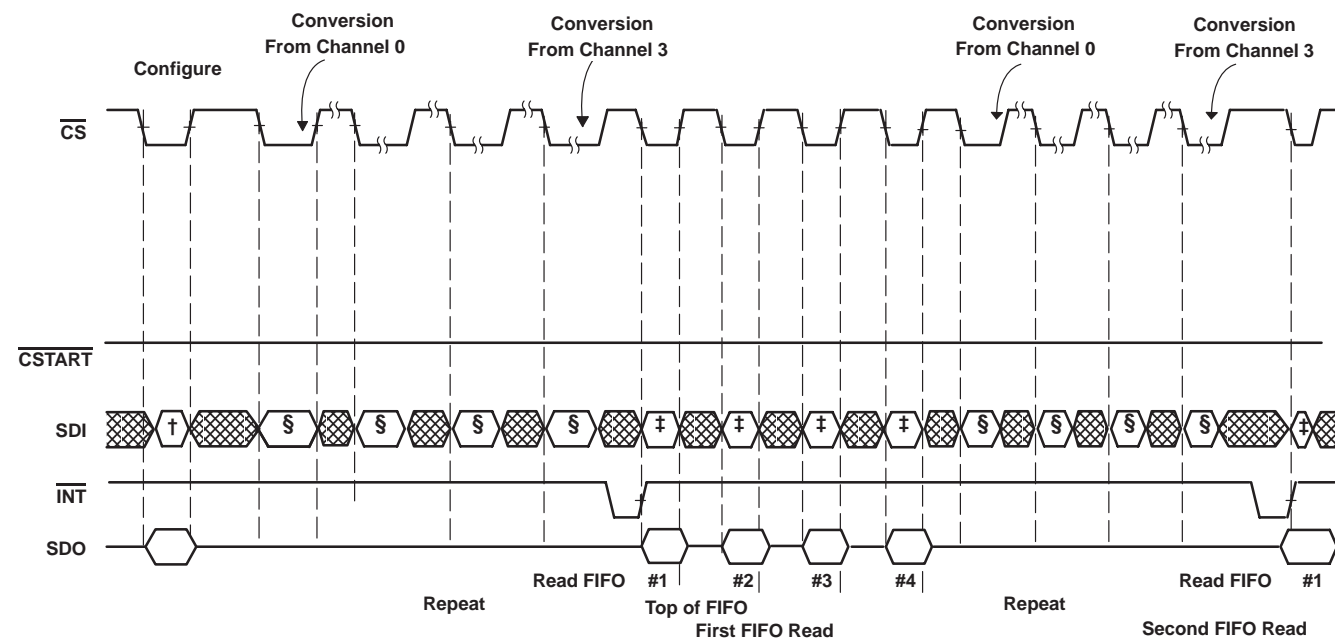 Conversion
From Channel 0
Conversion
From Channel 3
Conversion
From Channel 0
Conversion
From Channel 3
Configure
CS
CSTART
SDI † § § § § ‡ ‡ ‡ ‡ § § § § ‡
INT
SDO
Read FIFO #1 #2 #3 #4 Read FIFO #1
Repeat Top of FIFO Repeat
First FIFO Read Second FIFO Read